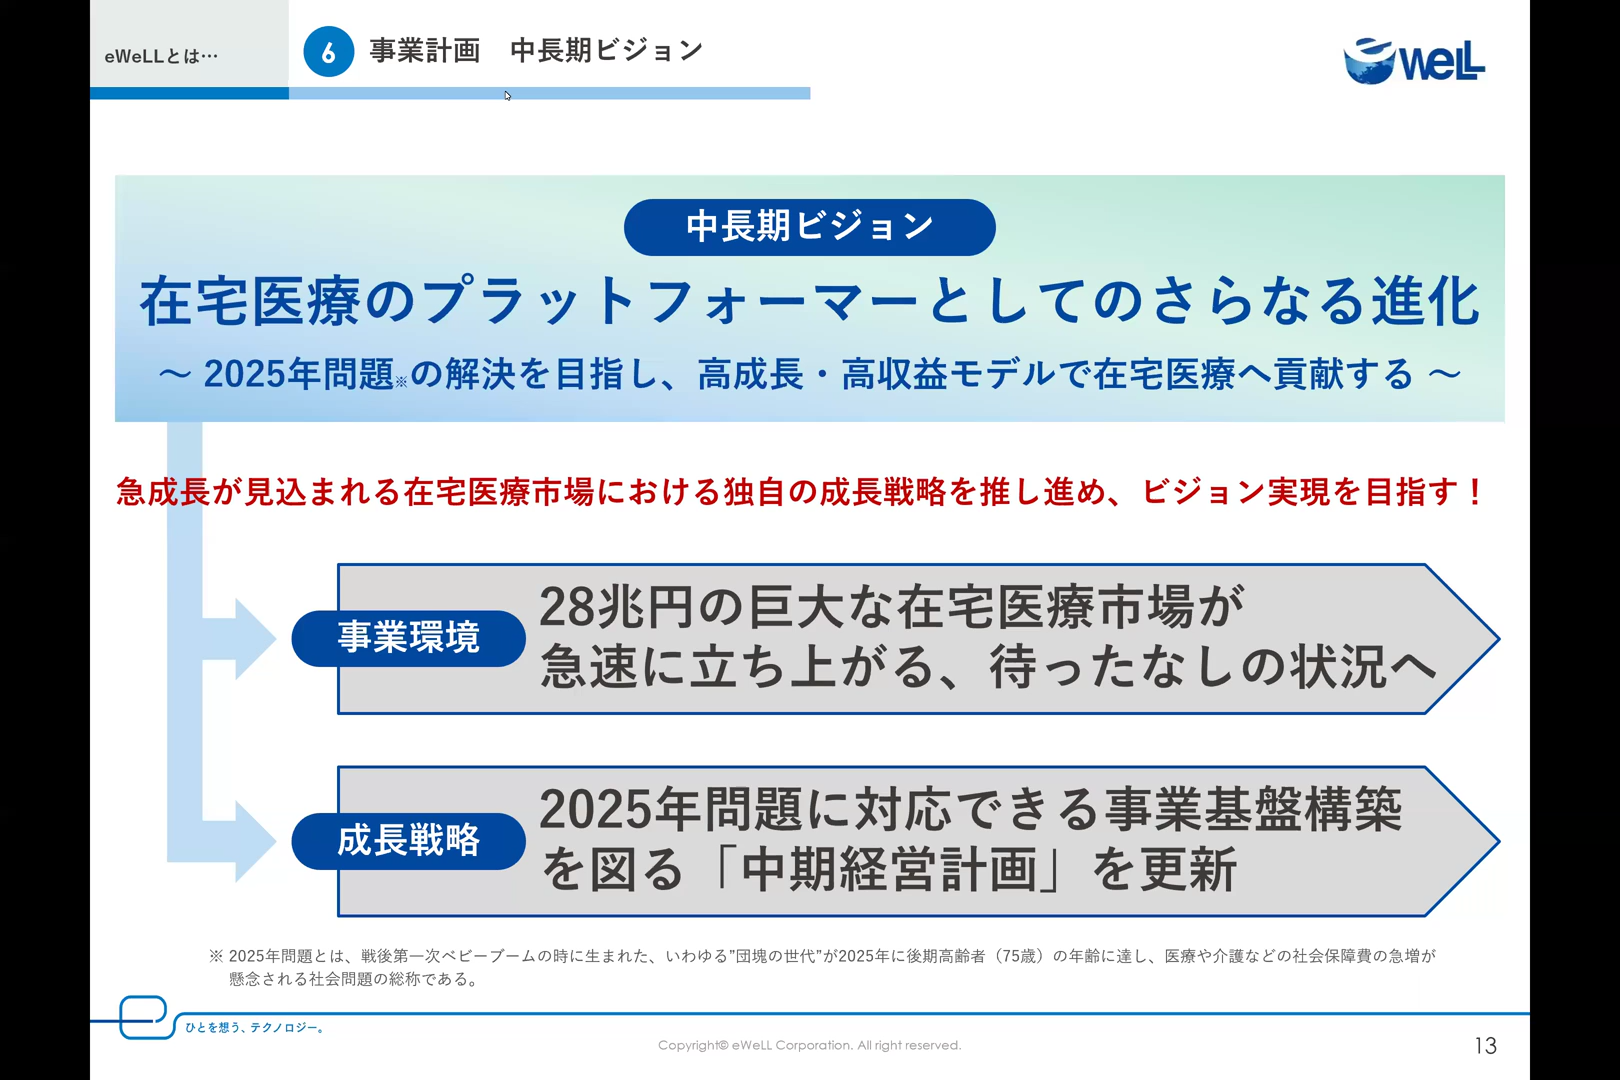 eWeLLとは…
6 事業計画　中長期ビジョン
eWeLL
中長期ビジョン
在宅医療のプラットフォーマーとしてのさらなる進化
～ 2025年問題※の解決を目指し、高成長・高収益モデルで在宅医療へ貢献する ～
急成長が見込まれる在宅医療市場における独自の成長戦略を推し進め、ビジョン実現を目指す！
事業環境
28兆円の巨大な在宅医療市場が
急速に立ち上がる、待ったなしの状況へ
成長戦略
2025年問題に対応できる事業基盤構築
を図る「中期経営計画」を更新
※ 2025年問題とは、戦後第一次ベビーブームの時に生まれた、いわゆる”団塊の世代”が2025年に後期高齢者（75歳）の年齢に達し、医療や介護などの社会保障費の急増が
懸念される社会問題の総称である。
ひとを想う、テクノロジー。
Copyright© eWeLL Corporation. All right reserved.
13